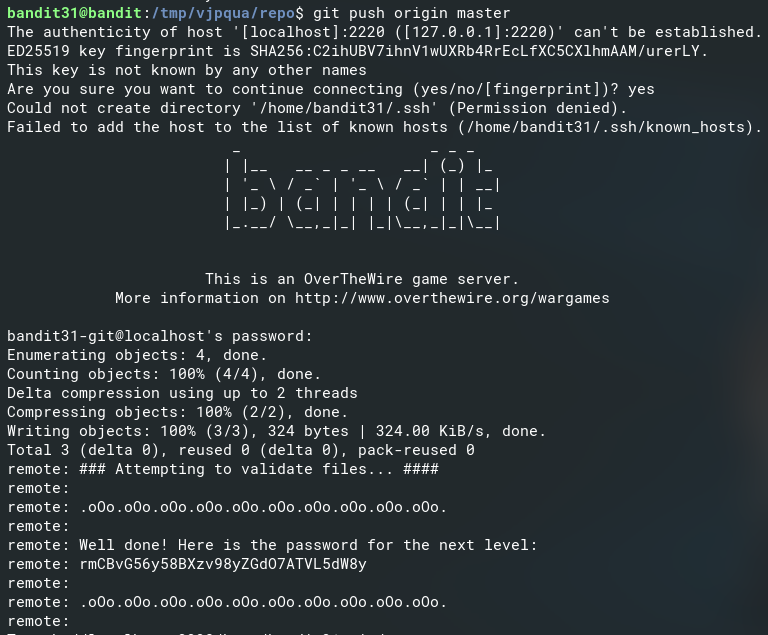 bandit31@bandit:/tmp/vjpqua/repo$ git push origin master
The authenticity of host '[localhost]:2220 ([127.0.0.1]:2220)' can't be established.
ED25519 key fingerprint is SHA256:C2ihUBV7ihnV1wUXRb4RrEcLfXC5CXlhmAAM/urerLY.
This key is not known by any other names
Are you sure you want to continue connecting (yes/no/[fingerprint])? yes
Could not create directory '/home/bandit31/.ssh' (Permission denied).
Failed to add the host to the list of known hosts (/home/bandit31/.ssh/known_hosts).
                         _                     _ _ _
                        | |__   __ _ _ __   __| (_) |_
                        | '_ \ / _` | '_ \ / _` | | __|
                        | |_) | (_| | | | | (_| | | |_
                        |_.__/ \__,_|_| |_|\__,_|_|\__|
This is an OverTheWire game server.
More information on http://www.overthewire.org/wargames
bandit31-git@localhost's password:
Enumerating objects: 4, done.
Counting objects: 100% (4/4), done.
Delta compression using up to 2 threads
Compressing objects: 100% (2/2), done.
Writing objects: 100% (3/3), 324 bytes | 324.00 KiB/s, done.
Total 3 (delta 0), reused 0 (delta 0), pack-reused 0
remote: ### Attempting to validate files... ####
remote:
remote: .oOo.oOo.oOo.oOo.oOo.oOo.oOo.oOo.oOo.oOo.
remote:
remote: Well done! Here is the password for the next level:
remote: rmCBvG56y58BXzv98yZGdO7ATVL5dW8y
remote:
remote: .oOo.oOo.oOo.oOo.oOo.oOo.oOo.oOo.oOo.oOo.
remote: